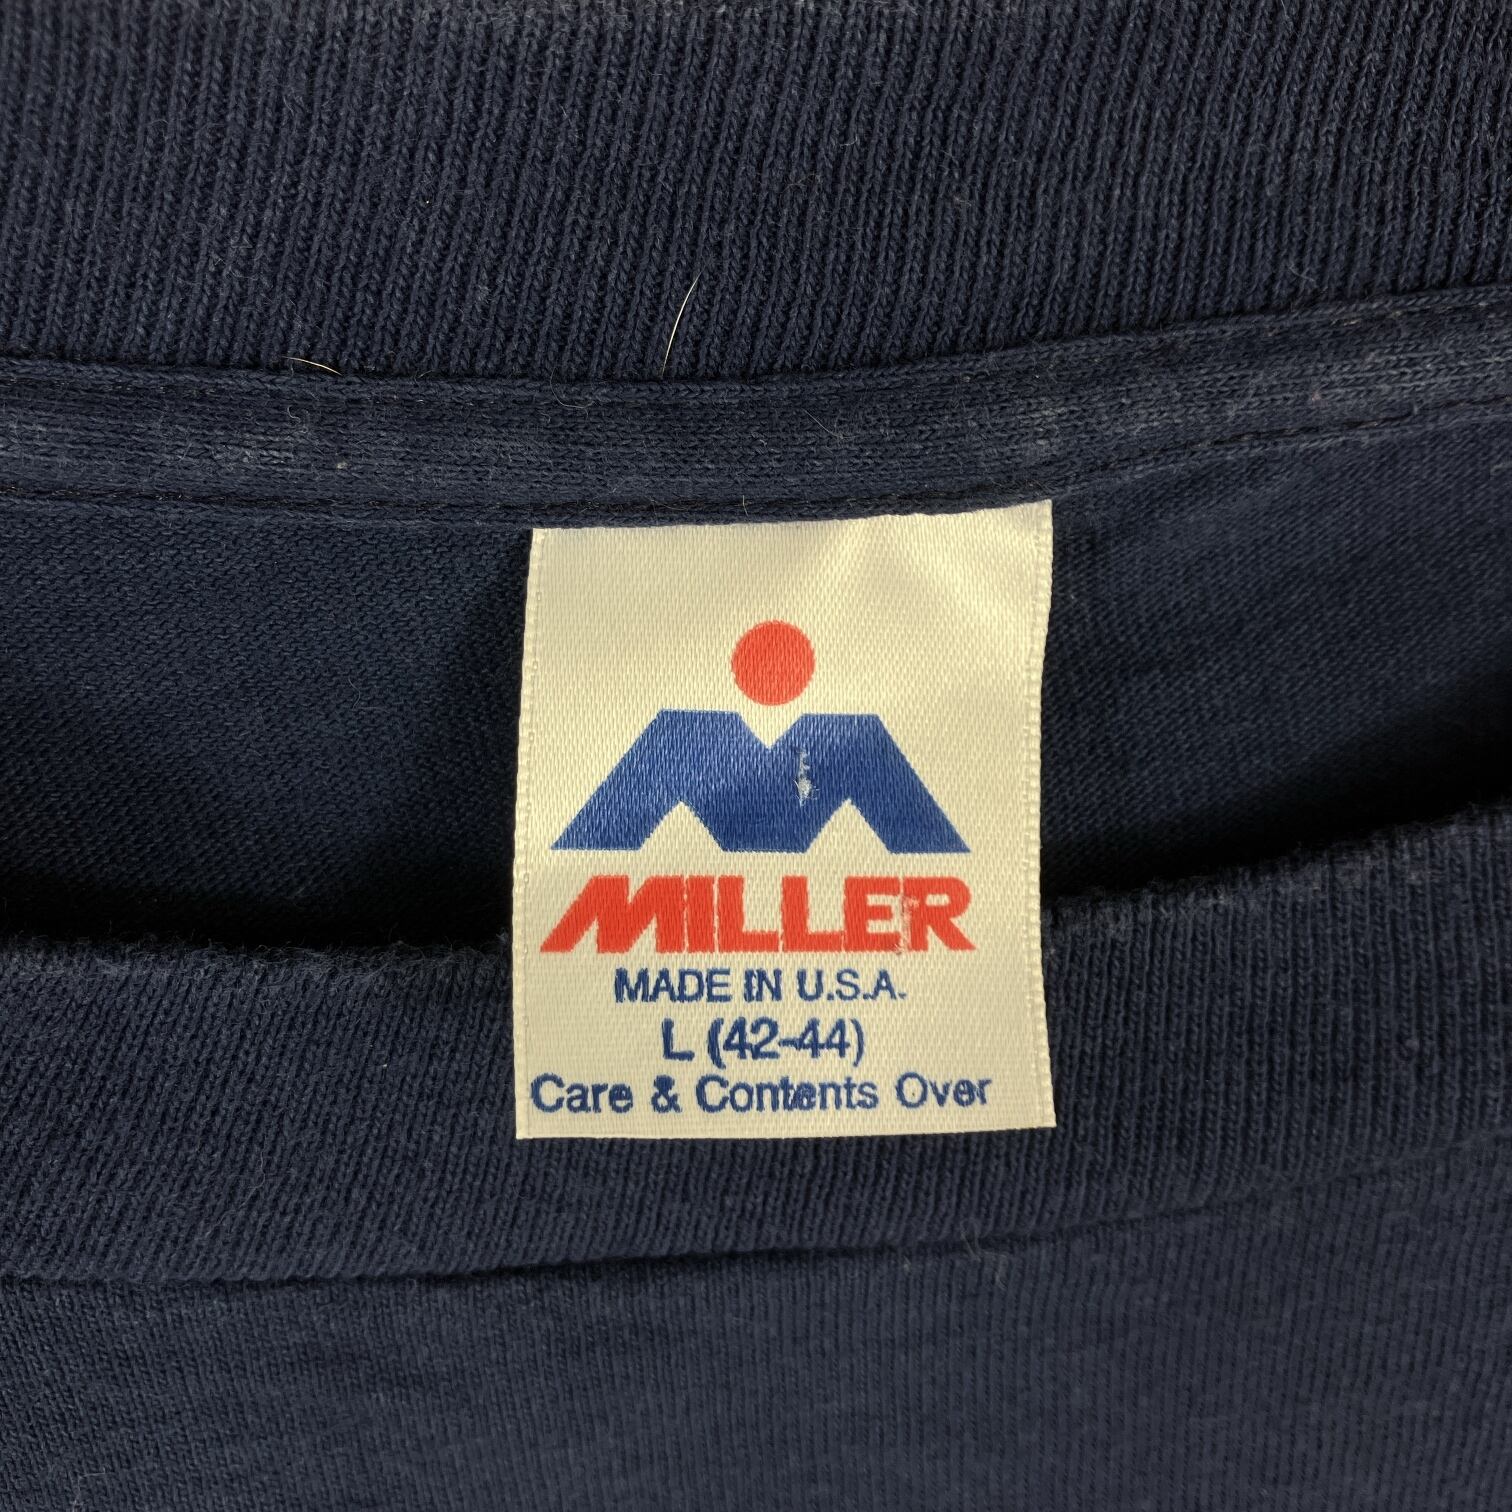 MILLER
MADE IN U.S.A.
L (42-44)
Care & Contents Over